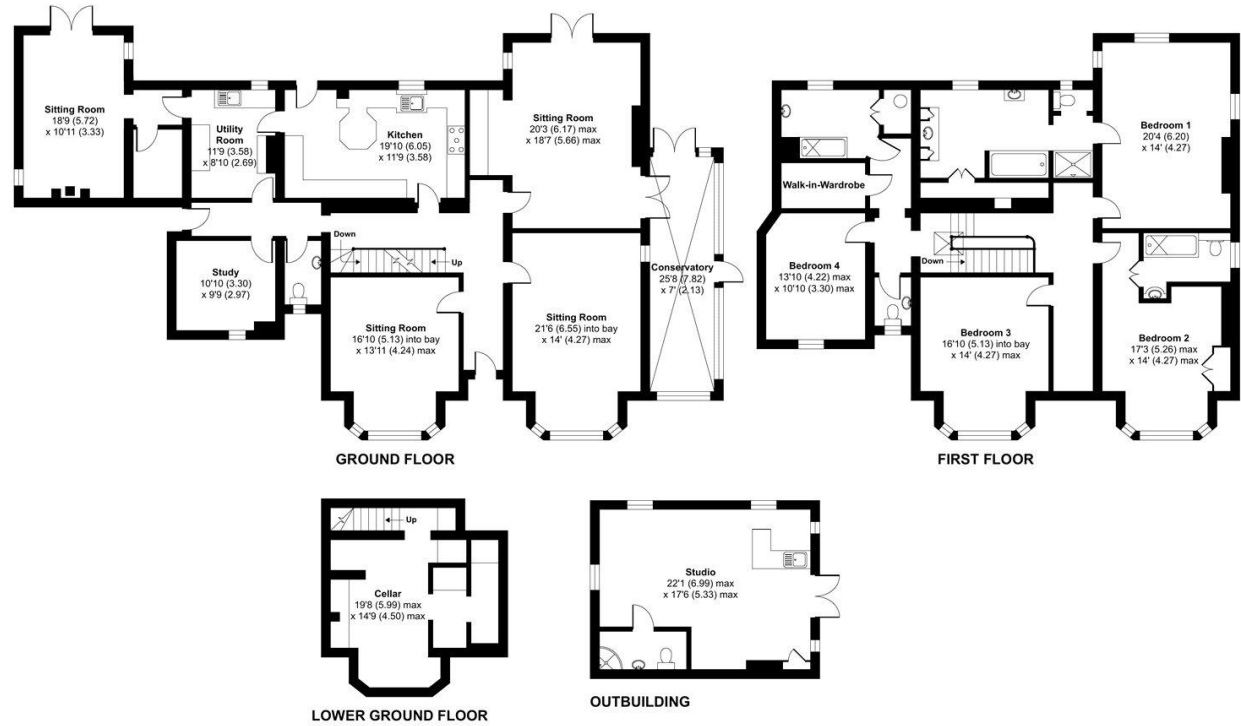 Sitting Room
18'9 (5.72)
x 10'11 (3.33)
Utility
Room
11'9 (3.58)
x 8'10 (2.69)
Kitchen
19'10 (6.05)
x 11'9 (3.58)
Sitting Room
20'3 (6.17) max
x 18'7 (5.66) max
Down
Up
Study
10'10 (3.30)
x 9'9 (2.97)
Sitting Room
16'10 (5.13) into bay
x 13'11 (4.24) max
Sitting Room
21'6 (6.55) into bay
x 14' (4.27) max
Conservatory
25'8 (7.82)
x 7' (2.13)
GROUND FLOOR
Bedroom 1
20'4 (6.20)
x 14' (4.27)
Walk-in-Wardrobe
Bedroom 4
13'10 (4.22) max
x 10'10 (3.30) max
Down
Bedroom 3
16'10 (5.13) into bay
x 14' (4.27) max
Bedroom 2
17'3 (5.26) max
x 14' (4.27) max
FIRST FLOOR
Up
Cellar
19'8 (5.99) max
x 14'9 (4.50) max
LOWER GROUND FLOOR
Studio
22'1 (6.99) max
x 17'6 (5.33) max
OUTBUILDING